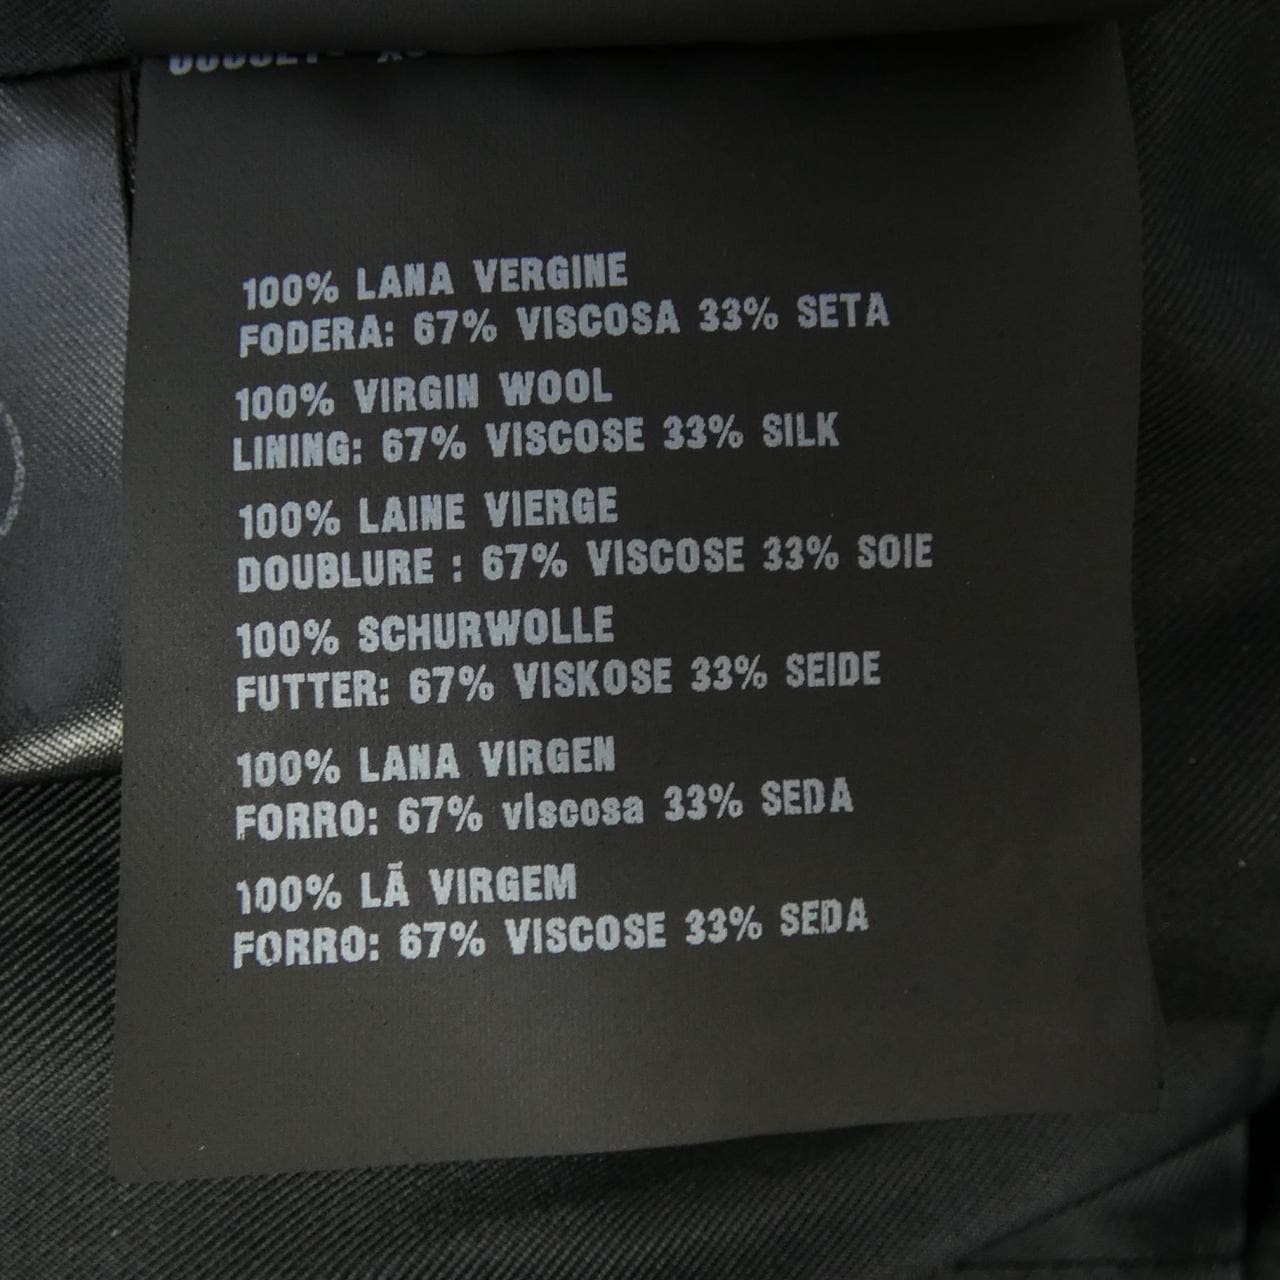 100% LANA VERGINE
FODERA: 67% VISCOSA 33% SETA
100% VIRGIN WOOL
LINING: 67% VISCOSE 33% SILK
100% LAINE VIERGE
DOUBLURE : 67% VISCOSE 33% SOIE
100% SCHURWOLLE
FUTTER: 67% VISKOSE 33% SEIDE
100% LANA VIRGEN
FORRO: 67% viscosa 33% SEDA
100% LÃ VIRGEM
FORRO: 67% VISCOSE 33% SEDA